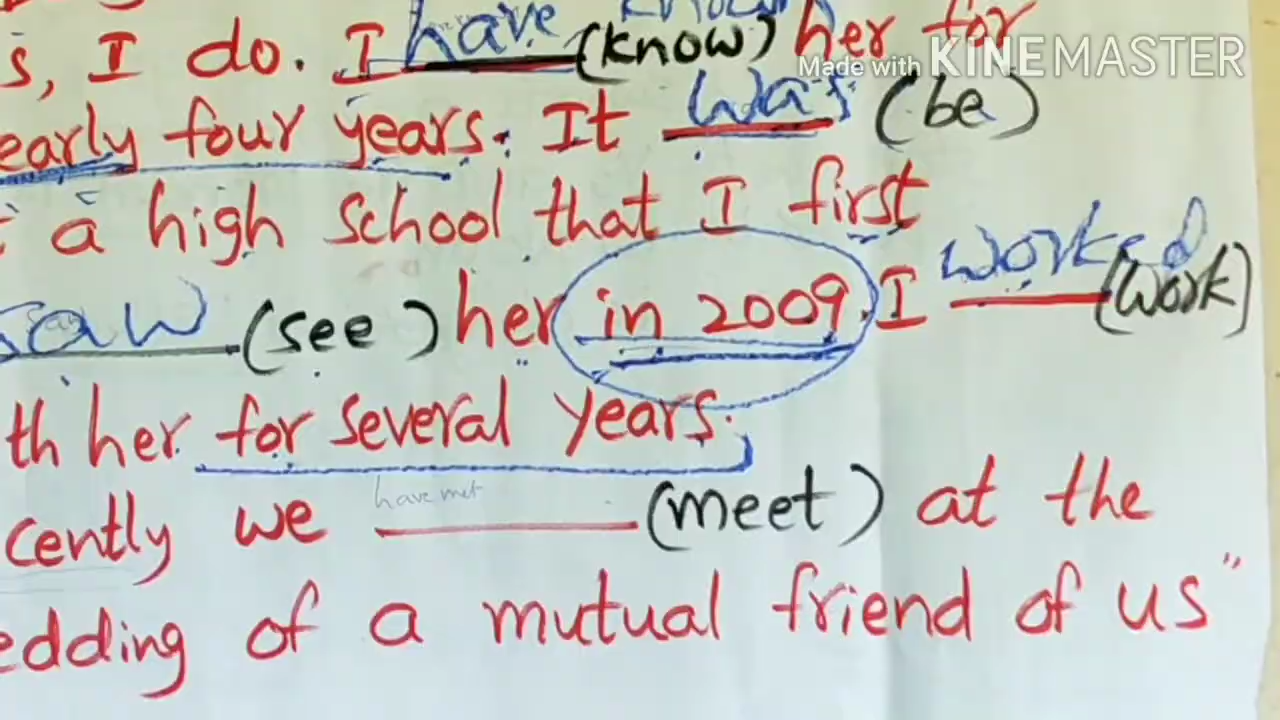 have known
s, I do. I (know) her for
Made with KINEMASTER
early four years. It was (be)
a high school that I first
saw (see) her in 2009. I worked (work)
th her for several years.
have met
cently we (meet) at the
edding of a mutual friend of us"